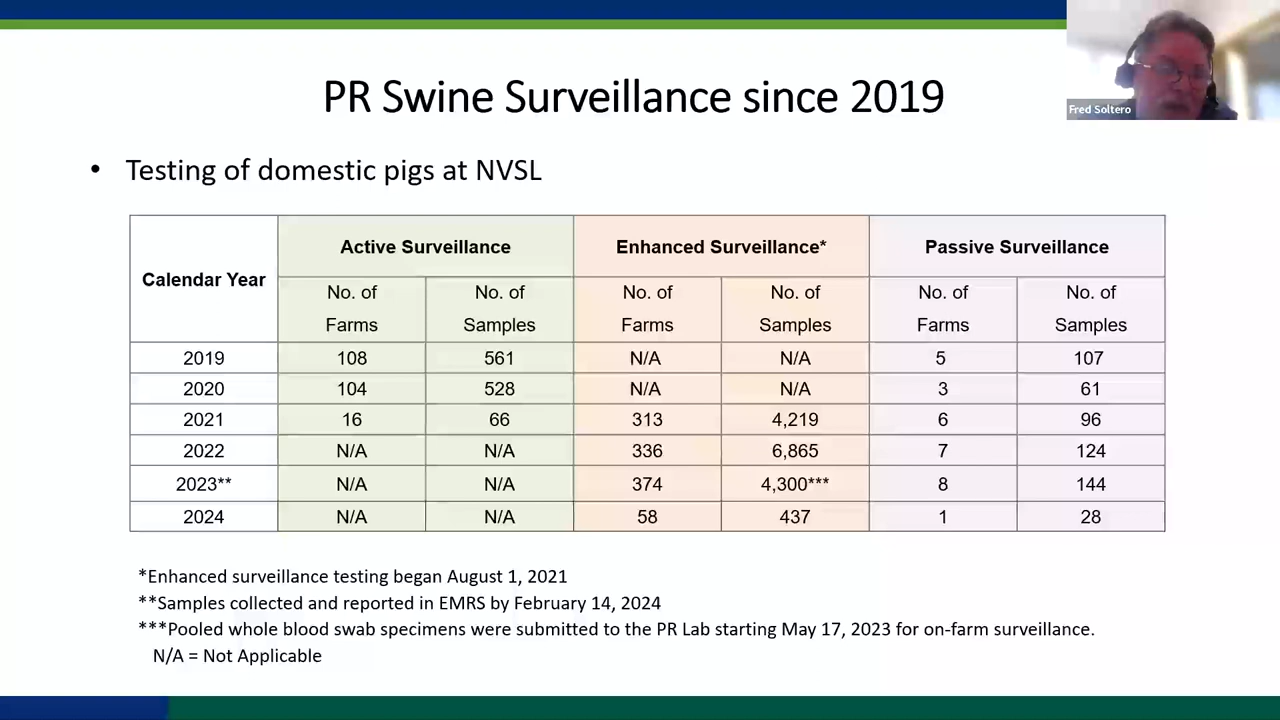 PR Swine Surveillance since 2019
Fred Soltero
• Testing of domestic pigs at NVSL
Calendar Year Active Surveillance Enhanced Surveillance* Passive Surveillance
No. of Farms No. of Samples No. of Farms No. of Samples No. of Farms No. of Samples
2019 108 561 N/A N/A 5 107
2020 104 528 N/A N/A 3 61
2021 16 66 313 4,219 6 96
2022 N/A N/A 336 6,865 7 124
2023** N/A N/A 374 4,300*** 8 144
2024 N/A N/A 58 437 1 28
*Enhanced surveillance testing began August 1, 2021
**Samples collected and reported in EMRS by February 14, 2024
***Pooled whole blood swab specimens were submitted to the PR Lab starting May 17, 2023 for on-farm surveillance.
N/A = Not Applicable